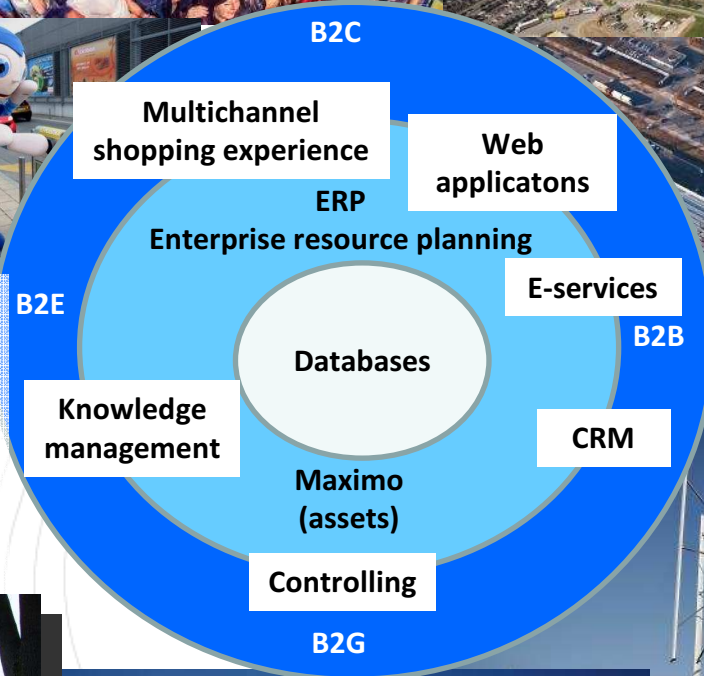 B2C
Multichannel
shopping experience
Web
applicatons
ERP
Enterprise resource planning
E-services
B2E
B2B
Databases
Knowledge
management
CRM
Maximo
(assets)
Controlling
B2G